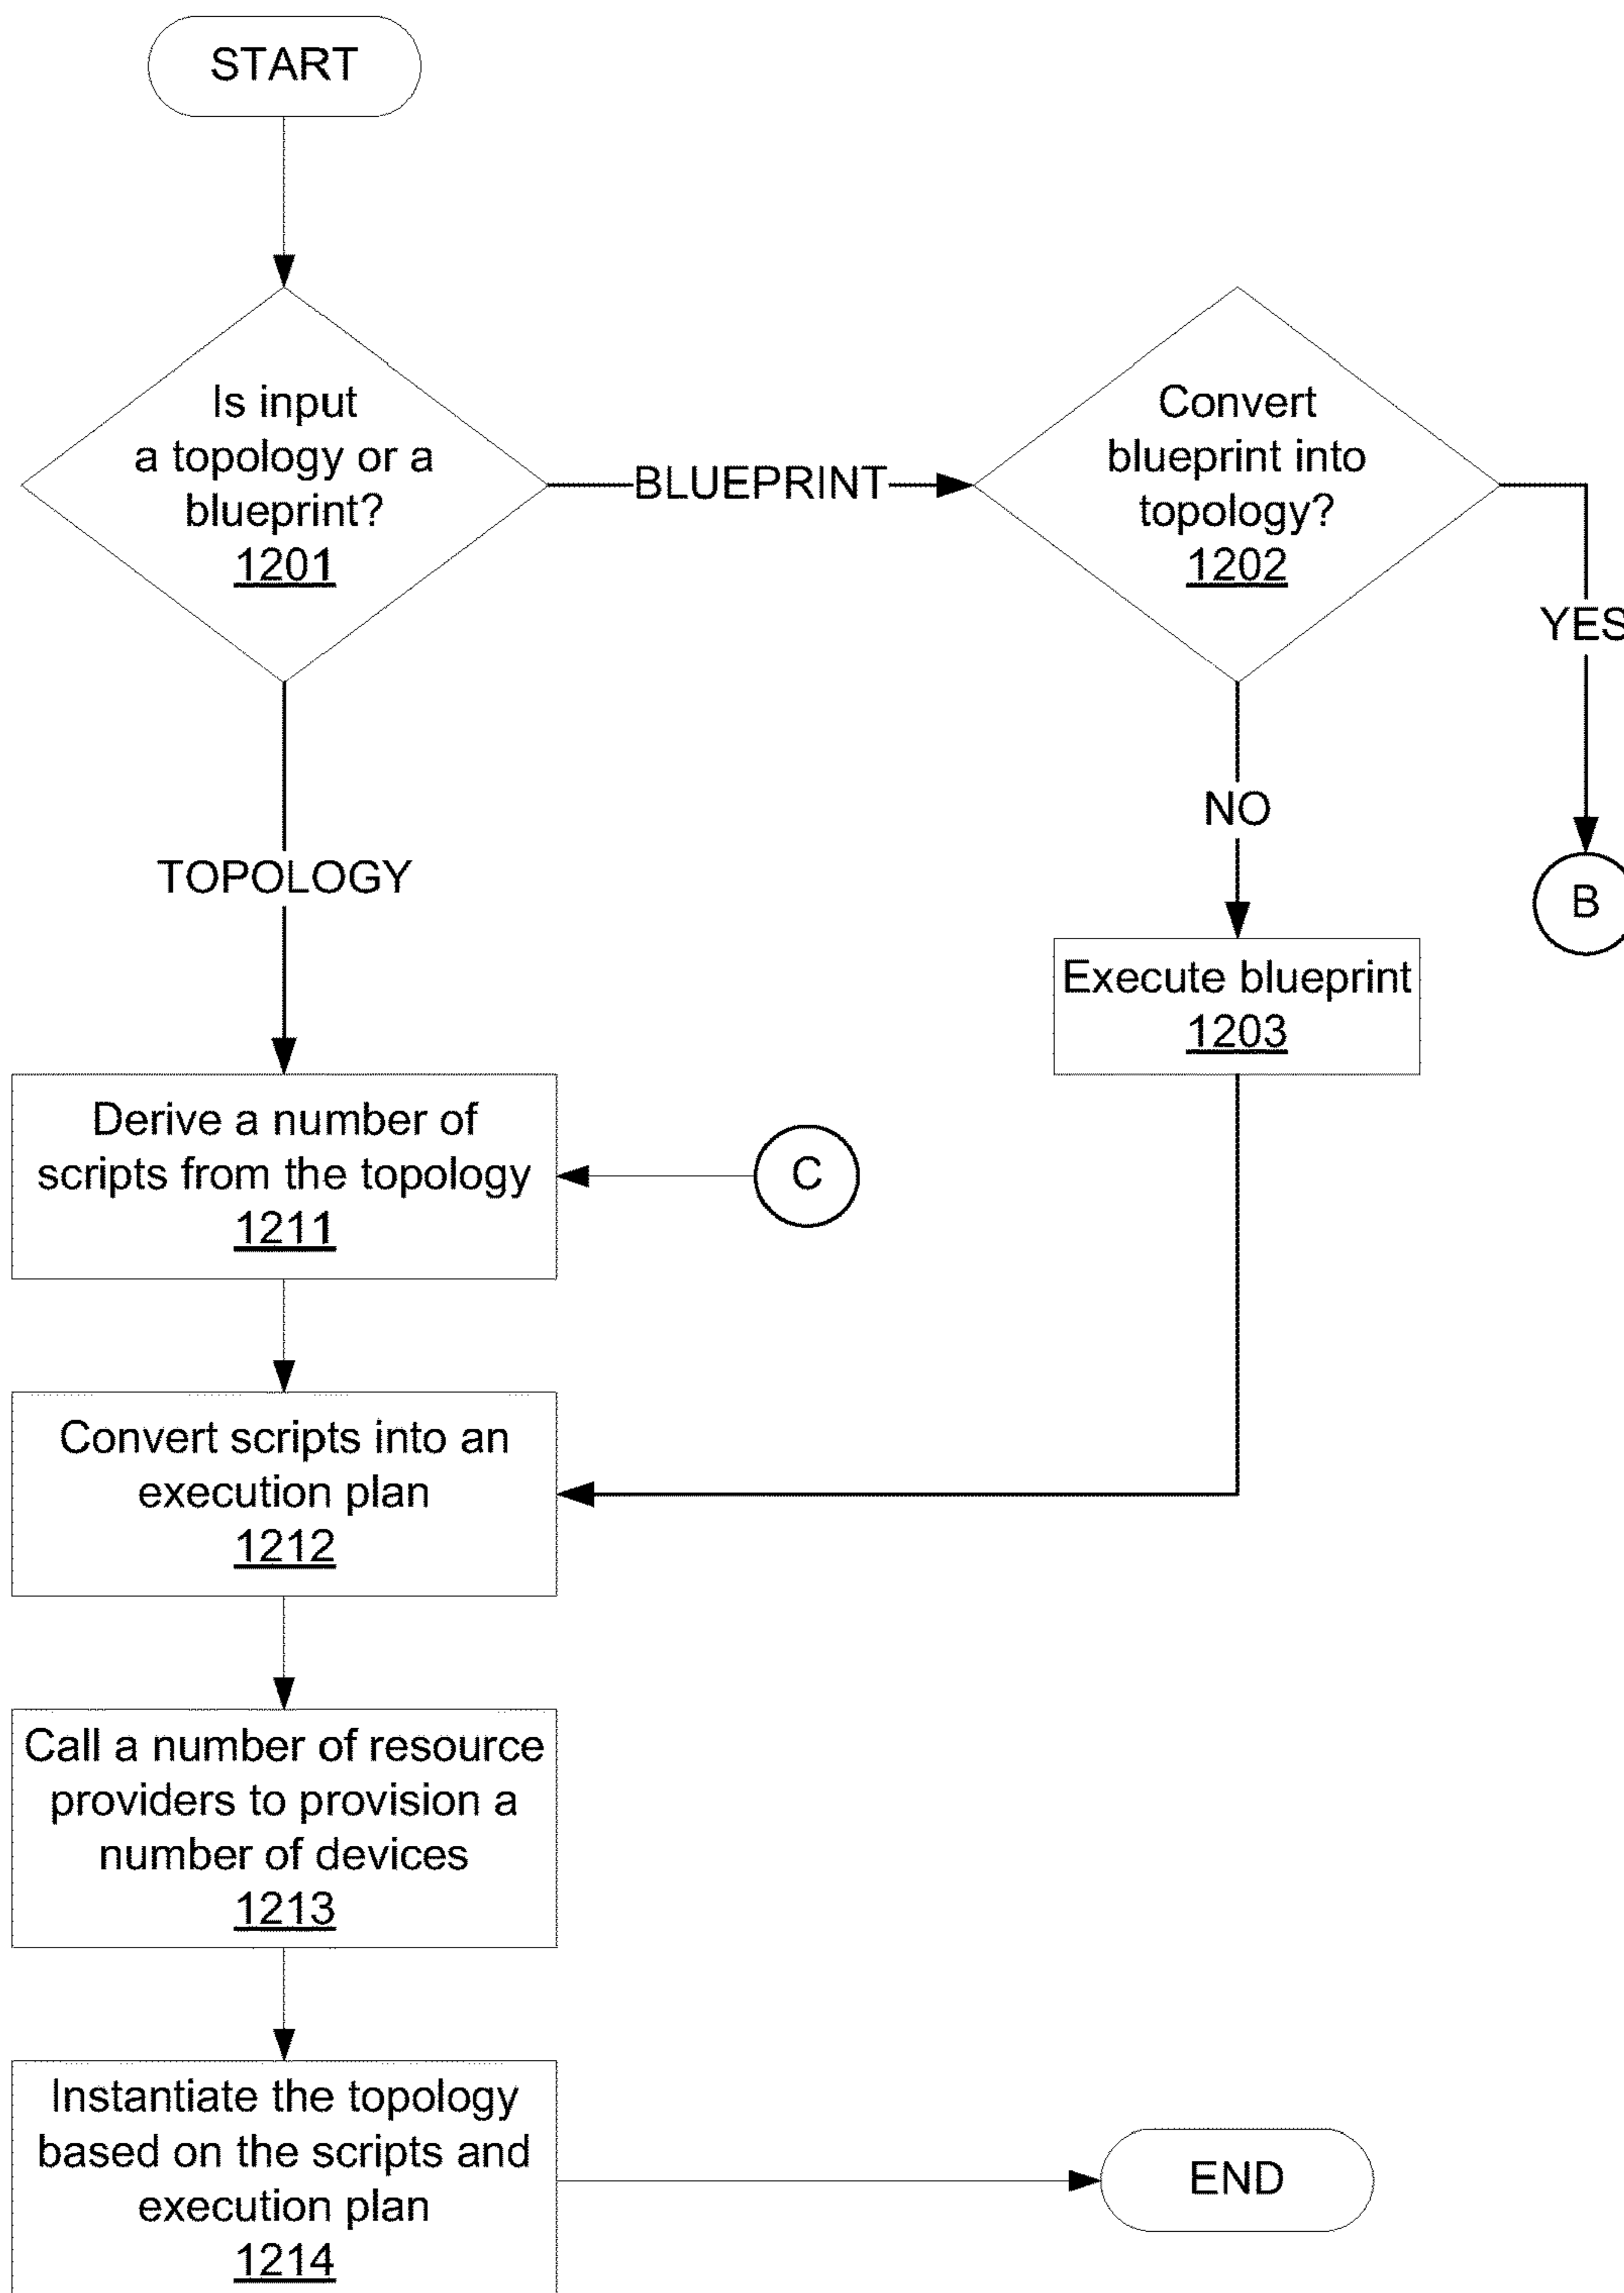 START
Is input
a topology or a
blueprint?
1201
BLUEPRINT
Convert
blueprint into
topology?
1202
YES
B
NO
TOPOLOGY
Execute blueprint
1203
Derive a number of
scripts from the topology
1211
C
Convert scripts into an
execution plan
1212
Call a number of resource
providers to provision a
number of devices
1213
Instantiate the topology
based on the scripts and
execution plan
1214
END